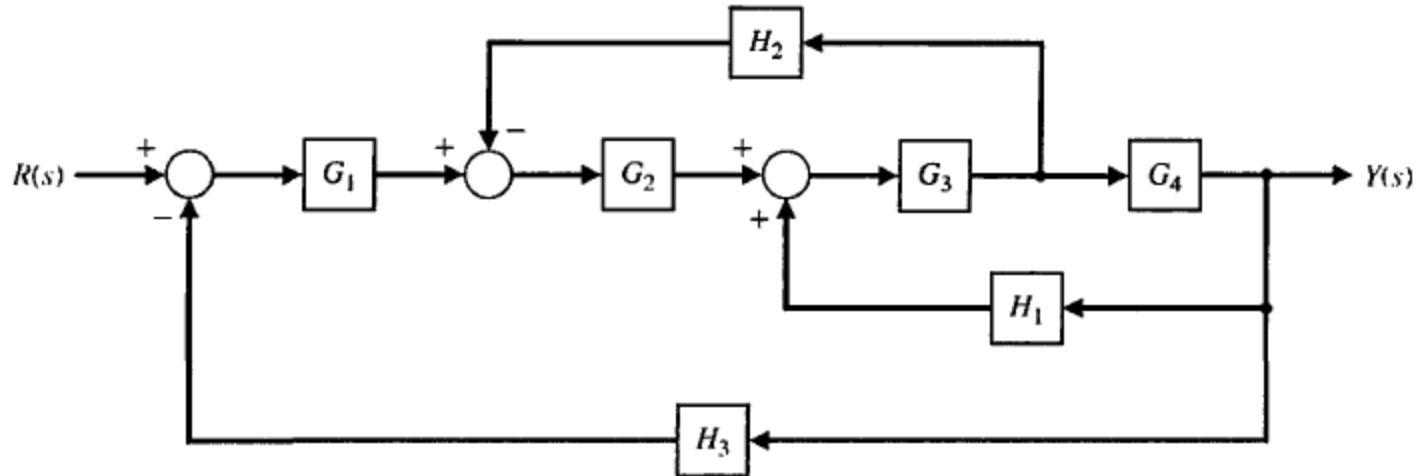 H₂
+ − + +
R(s) G₁ G₂ G₃ G₄ Y(s)
− +
H₁
H₃